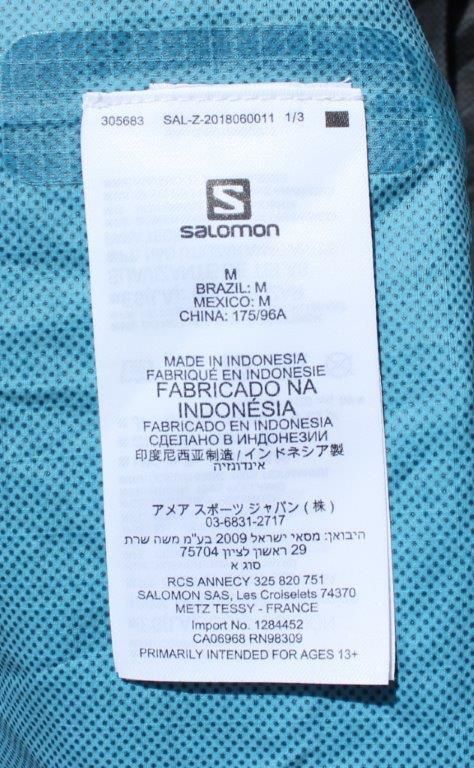 305683 SAL-Z-2018060011 1/3
S
salomon
M
BRAZIL: M
MEXICO: M
CHINA: 175/96A
MADE IN INDONESIA
FABRIQUÉ EN INDONESIE
FABRICADO NA
INDONÉSIA
FABRICADO EN INDONESIA
СДЕЛАНО В ИНДОНЕЗИИ
印度尼西亚制造 / インドネシア製
אינדונזיה
アメア スポーツ ジャパン (株)
03-6831-2717
היבואן: מסאי ישראל 2009 בע"מ משה שרת
29 ראשון לציון 75704
סוג א
RCS ANNECY 325 820 751
SALOMON SAS, Les Croiselets 74370
METZ TESSY - FRANCE
Import No. 1284452
CA06968 RN98309
PRIMARILY INTENDED FOR AGES 13+